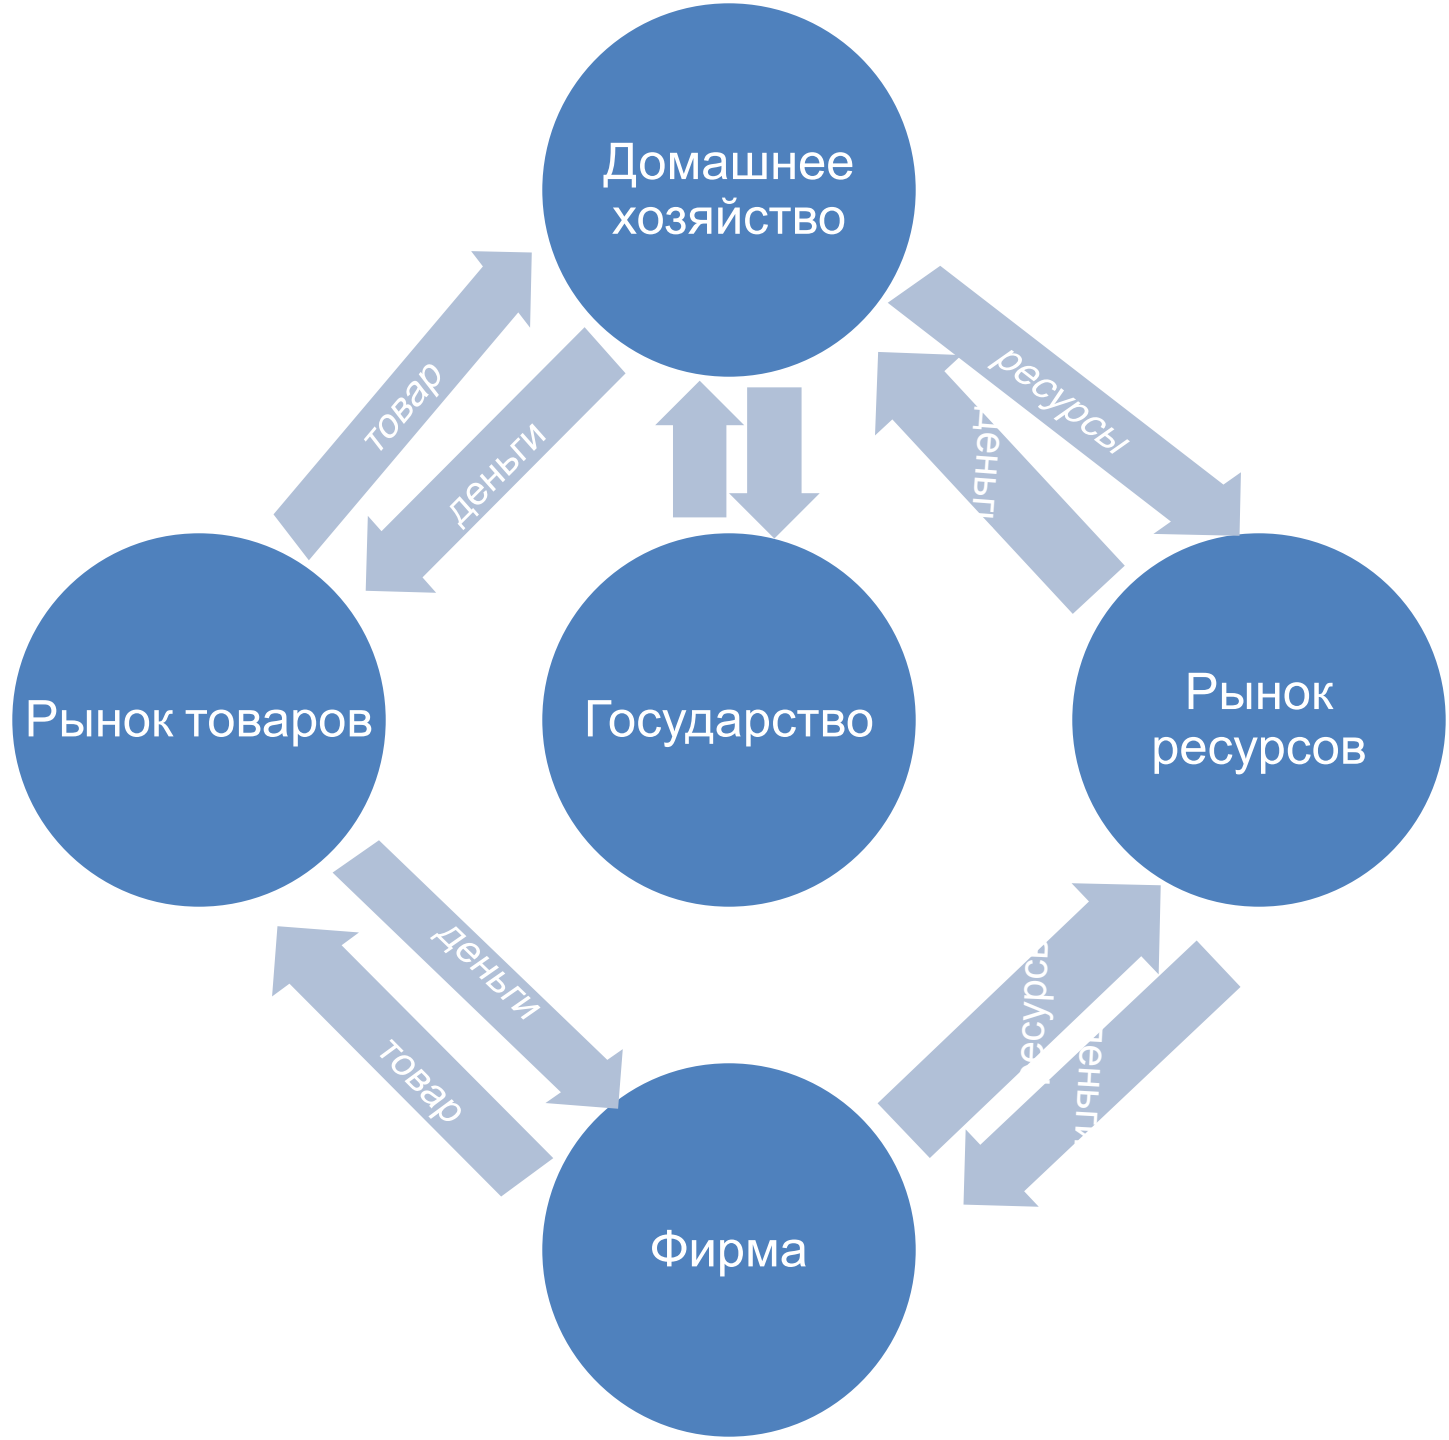 Домашнее
хозяйство
товар
деньги
ресурсы
Рынок товаров
Государство
Рынок
ресурсов
деньги
товар
Фирма